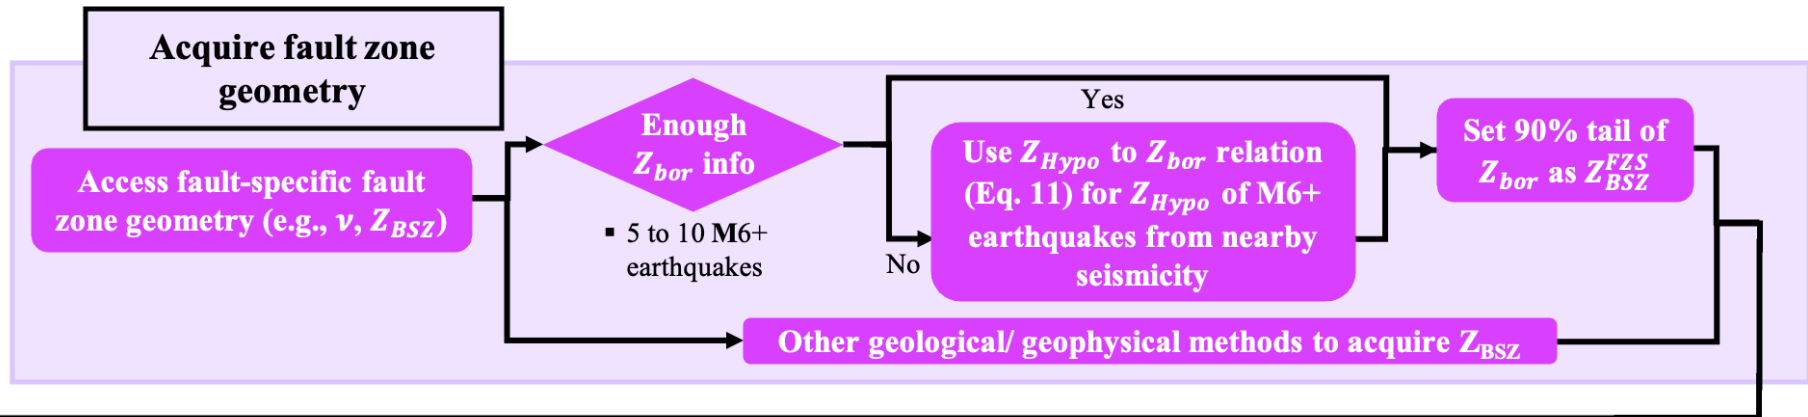 Acquire fault zone
geometry
Access fault-specific fault
zone geometry (e.g., ν, Z_BSZ)
Enough
Z_bor info
▪ 5 to 10 M6+
earthquakes
Yes
No
Use Z_Hypo to Z_bor relation
(Eq. 11) for Z_Hypo of M6+
earthquakes from nearby
seismicity
Set 90% tail of
Z_bor as Z_BSZ^FZS
Other geological/ geophysical methods to acquire Z_BSZ